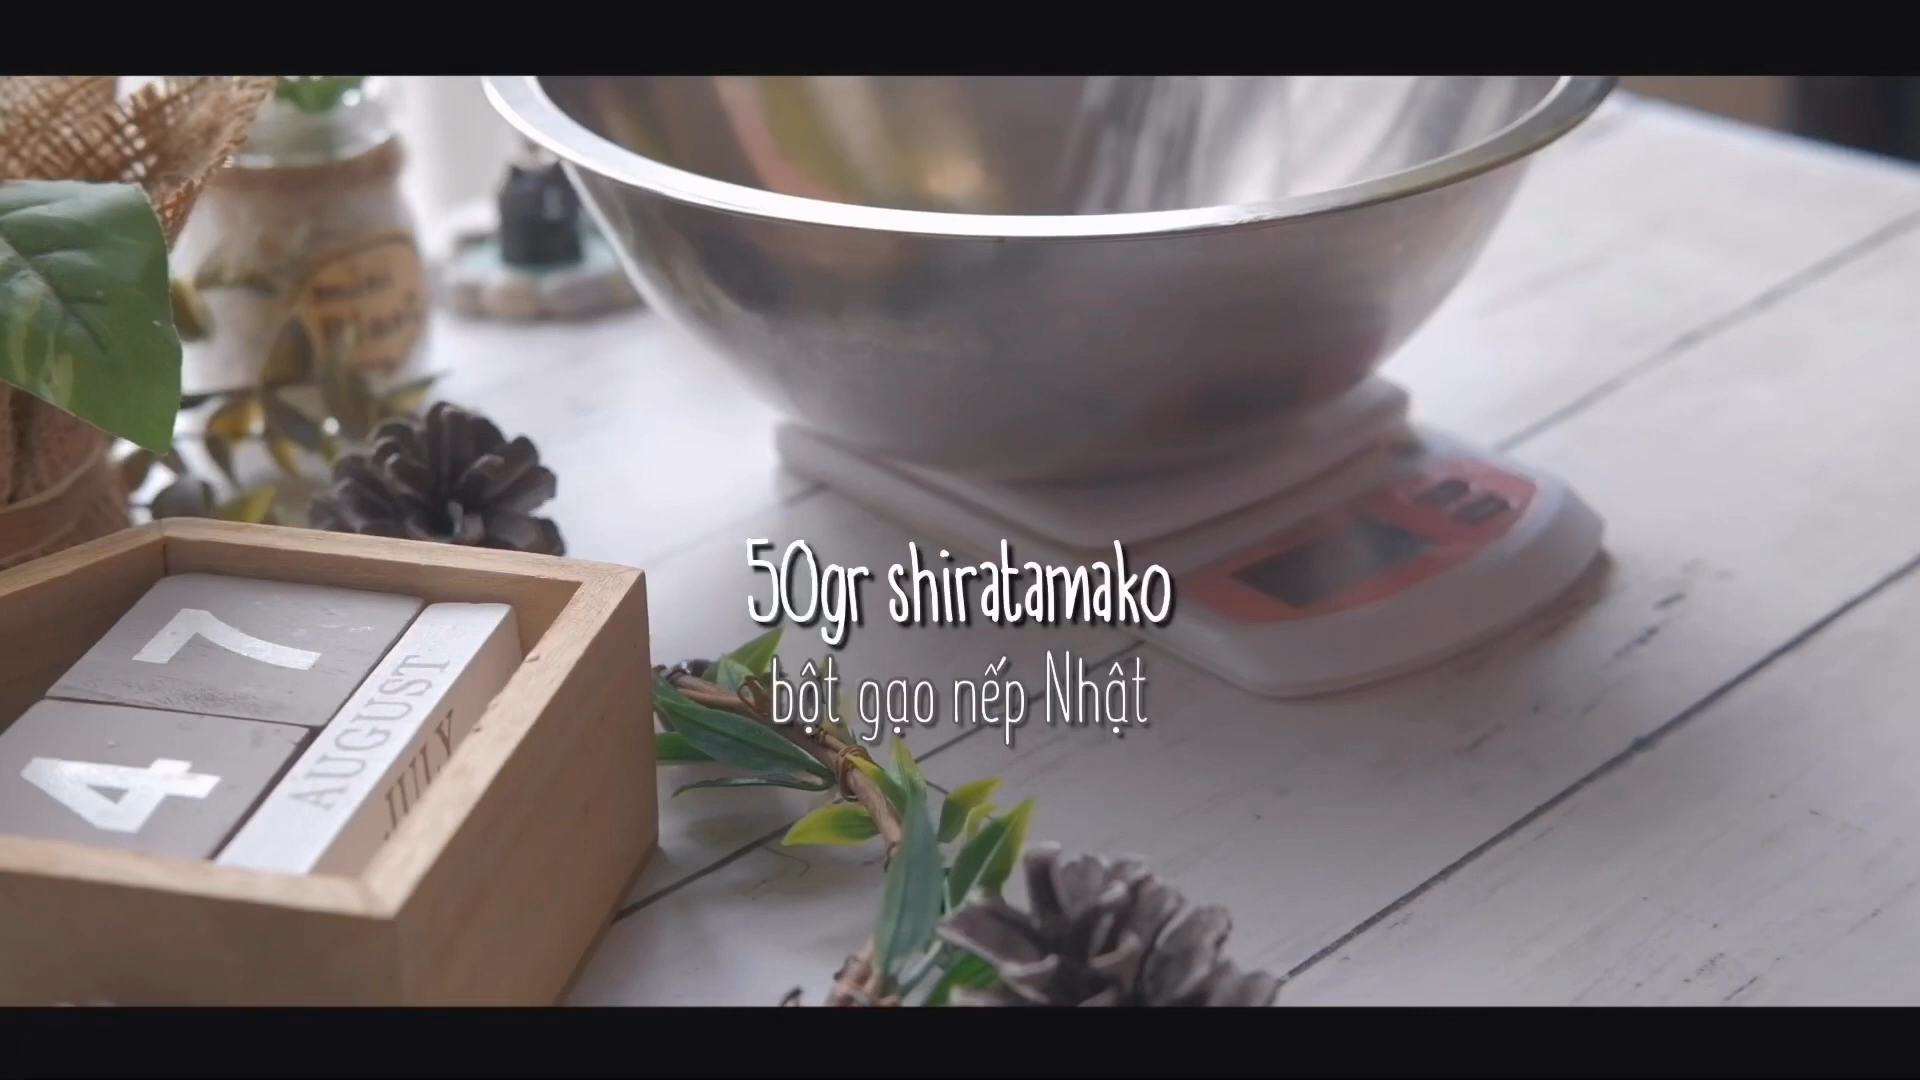 50gr shiratamako
bột gạo nếp Nhật
7
4
AUGUST
JULY